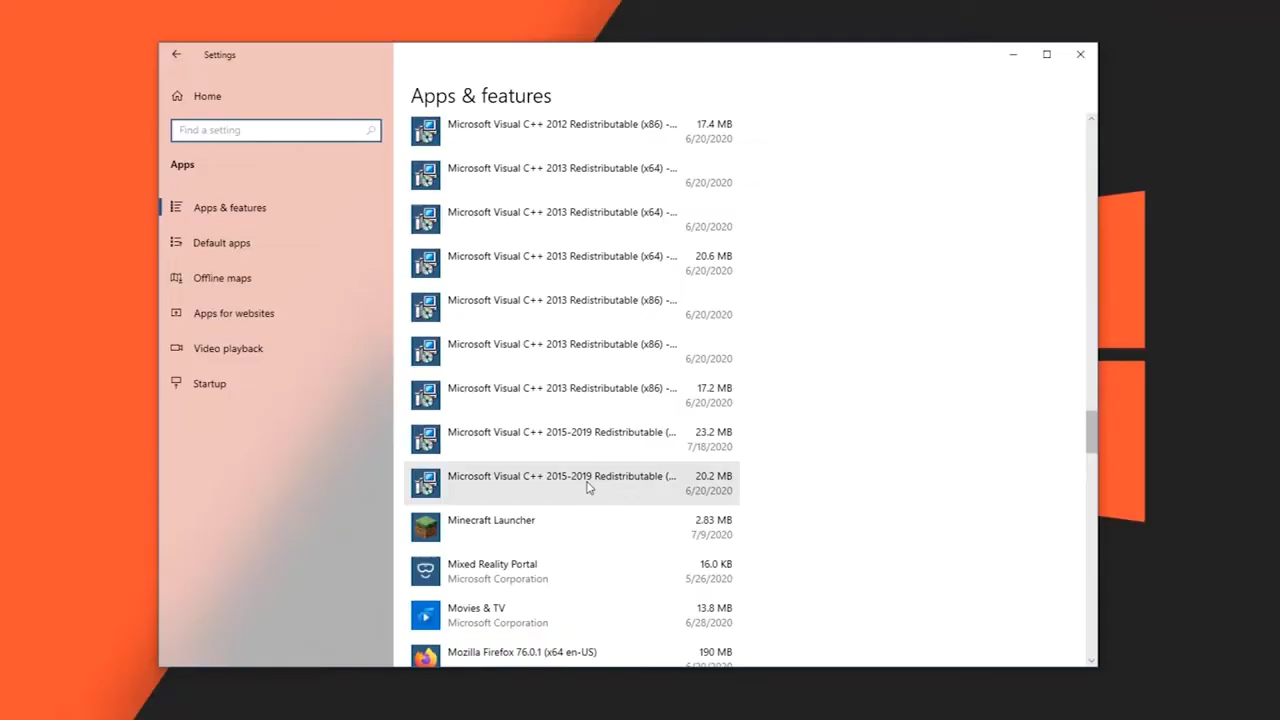 Settings
Home
Find a setting
Apps
Apps & features
Default apps
Offline maps
Apps for websites
Video playback
Startup
Apps & features
Microsoft Visual C++ 2012 Redistributable (x86) -... 17.4 MB
6/20/2020
Microsoft Visual C++ 2013 Redistributable (x64) -...
6/20/2020
Microsoft Visual C++ 2013 Redistributable (x64) -...
6/20/2020
Microsoft Visual C++ 2013 Redistributable (x64) -... 20.6 MB
6/20/2020
Microsoft Visual C++ 2013 Redistributable (x86) -...
6/20/2020
Microsoft Visual C++ 2013 Redistributable (x86) -...
6/20/2020
Microsoft Visual C++ 2013 Redistributable (x86) -... 17.2 MB
6/20/2020
Microsoft Visual C++ 2015-2019 Redistributable (... 23.2 MB
7/18/2020
Microsoft Visual C++ 2015-2019 Redistributable (... 20.2 MB
6/20/2020
Minecraft Launcher 2.83 MB
7/9/2020
Mixed Reality Portal 16.0 KB
Microsoft Corporation 5/26/2020
Movies & TV 13.8 MB
Microsoft Corporation 6/28/2020
Mozilla Firefox 76.0.1 (x64 en-US) 190 MB